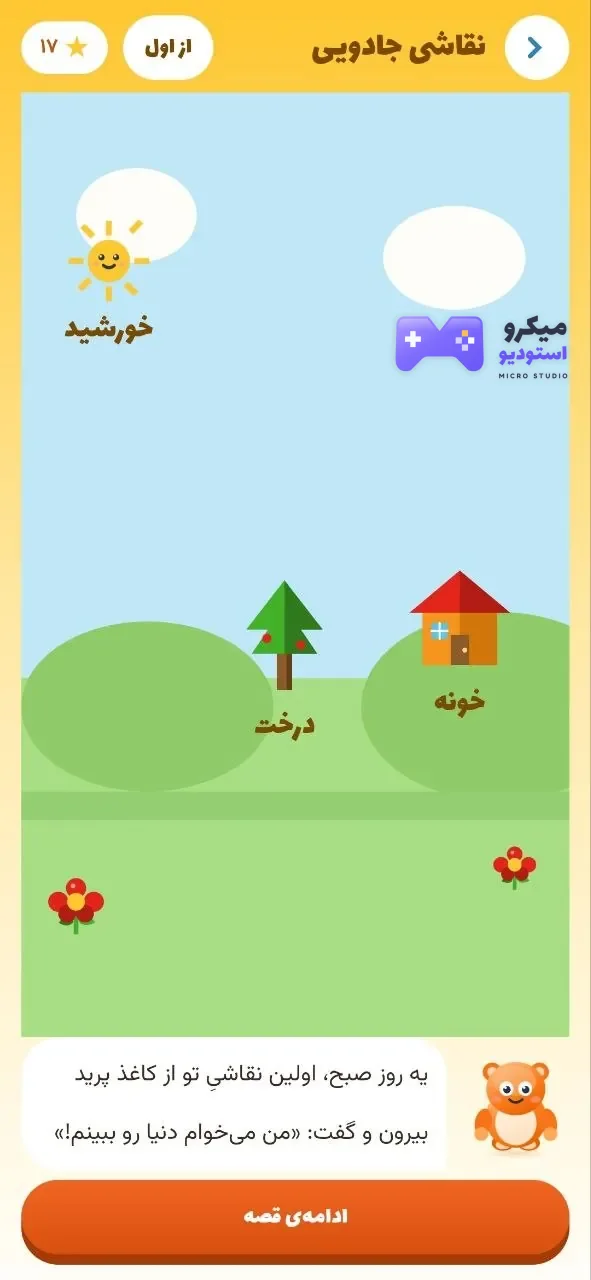 نقاشی جادویی
از اول
۱۷
خورشید
میکرو
استودیو
MICRO STUDIO
خونه
درخت
یه روز صبح، اولین نقاشیِ تو از کاغذ پرید
بیرون و گفت: «من می‌خوام دنیا رو ببینم!»
ادامه‌ی قصه